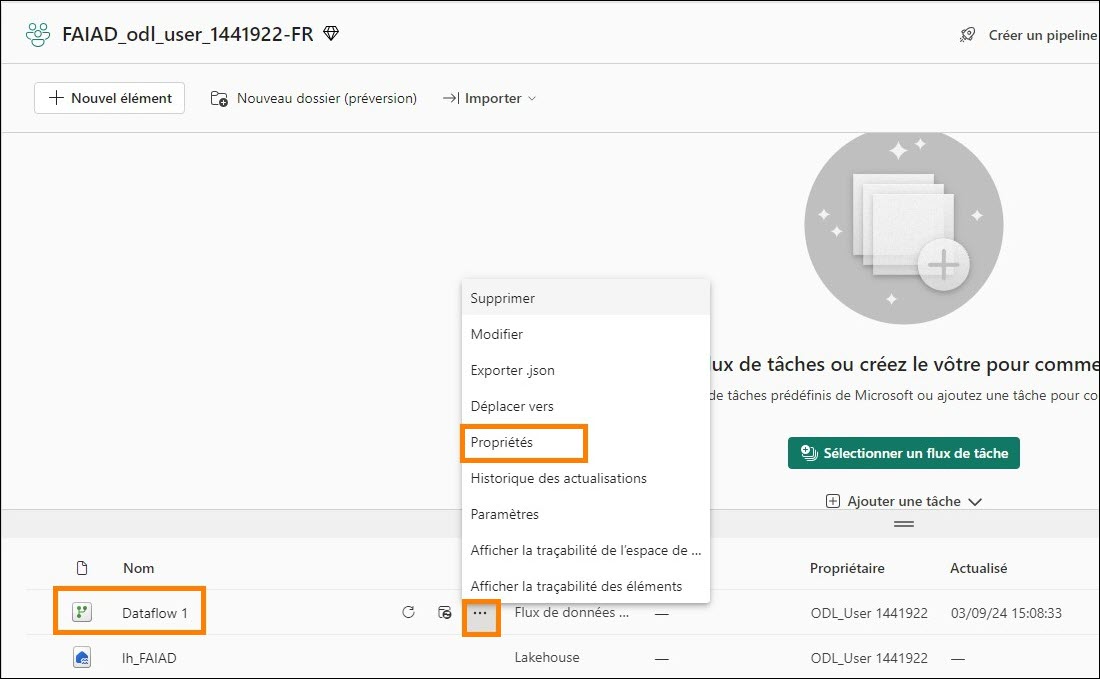 FAIAD_odl_user_1441922-FR
Créer un pipeline
Nouvel élément
Nouveau dossier (préversion)
Importer
Supprimer
Modifier
Exporter .json
Déplacer vers
Propriétés
Historique des actualisations
Paramètres
Afficher la traçabilité de l'espace de ...
Afficher la traçabilité des éléments
lux de tâches ou créez le vôtre pour comme
de tâches prédéfinis de Microsoft ou ajoutez une tâche pour co
Sélectionner un flux de tâche
Ajouter une tâche
Nom
Propriétaire
Actualisé
Dataflow 1
...
Flux de données ...
—
ODL_User 1441922
03/09/24 15:08:33
lh_FAIAD
Lakehouse
—
ODL_User 1441922
—